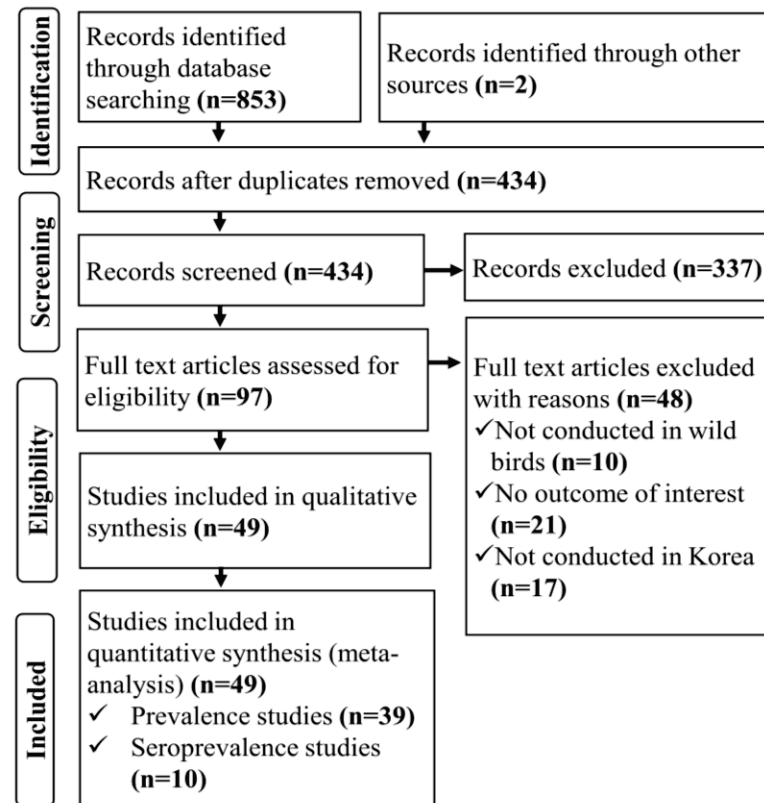 Identification
Records identified
through database
searching (n=853)
Records identified through other
sources (n=2)
Records after duplicates removed (n=434)
Screening
Records screened (n=434)
Records excluded (n=337)
Full text articles assessed for
eligibility (n=97)
Full text articles excluded
with reasons (n=48)
✓Not conducted in wild
birds (n=10)
✓No outcome of interest
(n=21)
✓Not conducted in Korea
(n=17)
Eligibility
Studies included in qualitative
synthesis (n=49)
Included
Studies included in
quantitative synthesis (meta-
analysis) (n=49)
✓ Prevalence studies (n=39)
✓ Seroprevalence studies
(n=10)